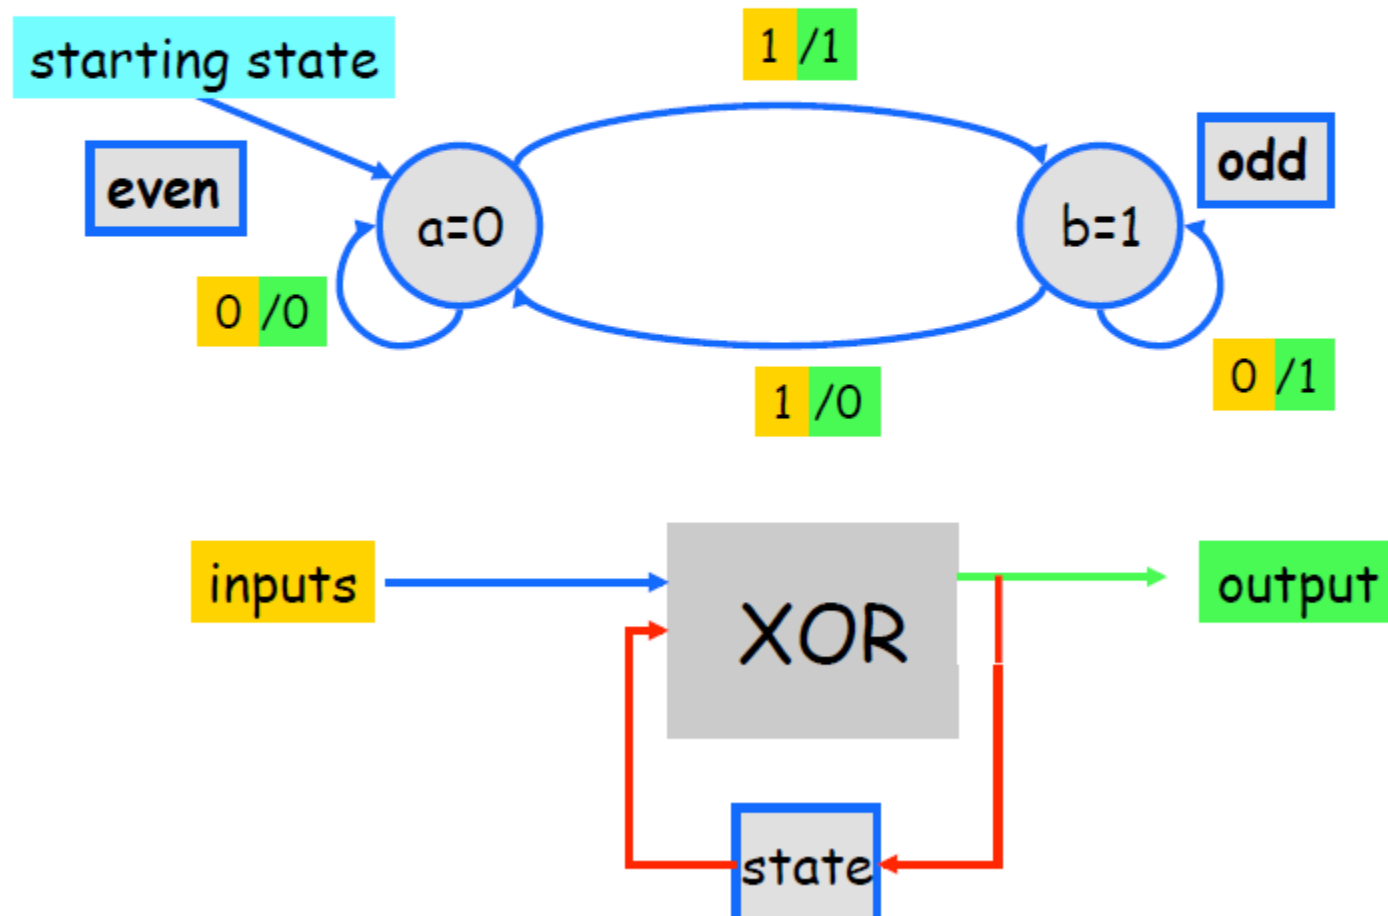 starting state
1 /1
even
a=0
b=1
odd
0 /0
1 /0
0 /1
inputs
XOR
output
state